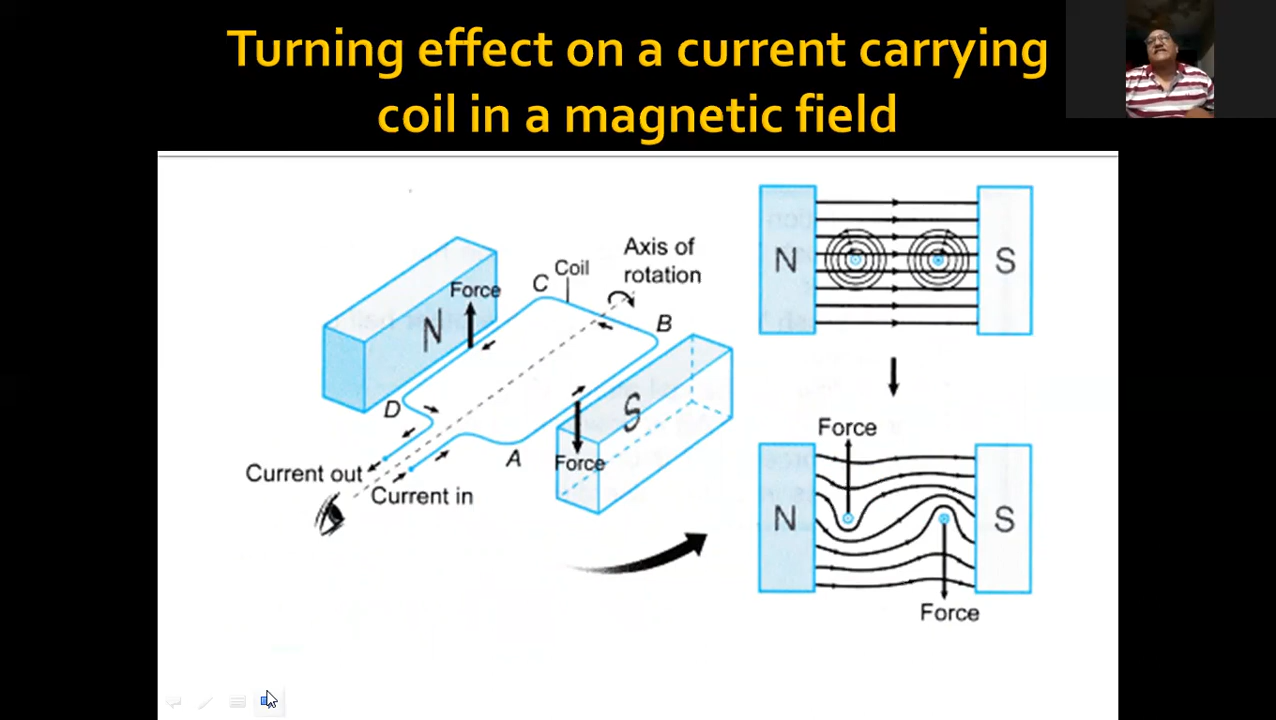 Turning effect on a current carrying
coil in a magnetic field
Axis of
rotation
Coil
C
B
Force
N
D
S
A
Force
Current out
Current in
N
S
Force
N
S
Force